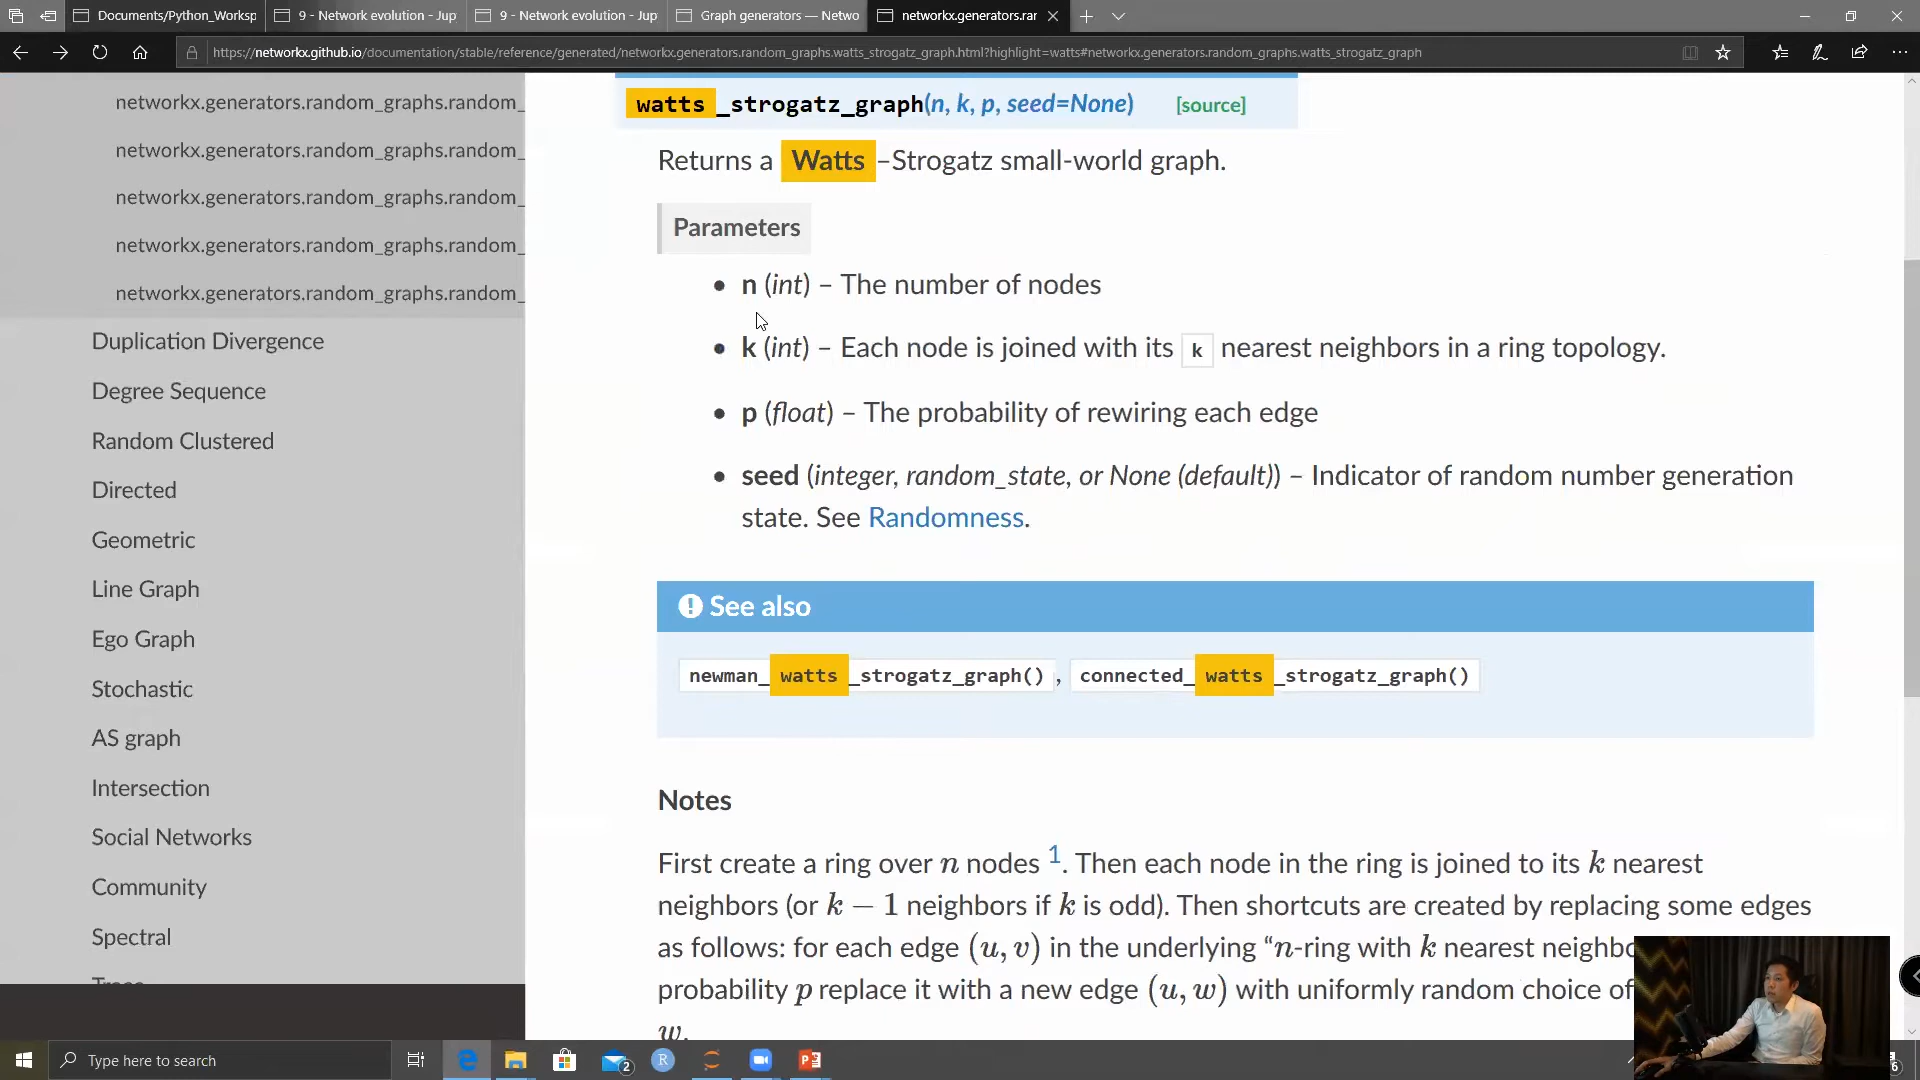 Documents/Python_Worksp
9 - Network evolution - Jup
9 - Network evolution - Jup
Graph generators — Netwo
networkx.generators.rar
https://networkx.github.io/documentation/stable/reference/generated/networkx.generators.random_graphs.watts_strogatz_graph.html?highlight=watts#networkx.generators.random_graphs.watts_strogatz_graph
networkx.generators.random_graphs.random_
networkx.generators.random_graphs.random_
networkx.generators.random_graphs.random_
networkx.generators.random_graphs.random_
networkx.generators.random_graphs.random_
Duplication Divergence
Degree Sequence
Random Clustered
Directed
Geometric
Line Graph
Ego Graph
Stochastic
AS graph
Intersection
Social Networks
Community
Spectral
watts_strogatz_graph(n, k, p, seed=None) [source]
Returns a Watts–Strogatz small-world graph.
Parameters
• n (int) – The number of nodes
• k (int) – Each node is joined with its k nearest neighbors in a ring topology.
• p (float) – The probability of rewiring each edge
• seed (integer, random_state, or None (default)) – Indicator of random number generation
state. See Randomness.
See also
newman_watts_strogatz_graph() , connected_watts_strogatz_graph()
Notes
First create a ring over n nodes 1. Then each node in the ring is joined to its k nearest
neighbors (or k − 1 neighbors if k is odd). Then shortcuts are created by replacing some edges
as follows: for each edge (u, v) in the underlying “n-ring with k nearest neighbo
probability p replace it with a new edge (u, w) with uniformly random choice of
w.
Type here to search
2
R
6